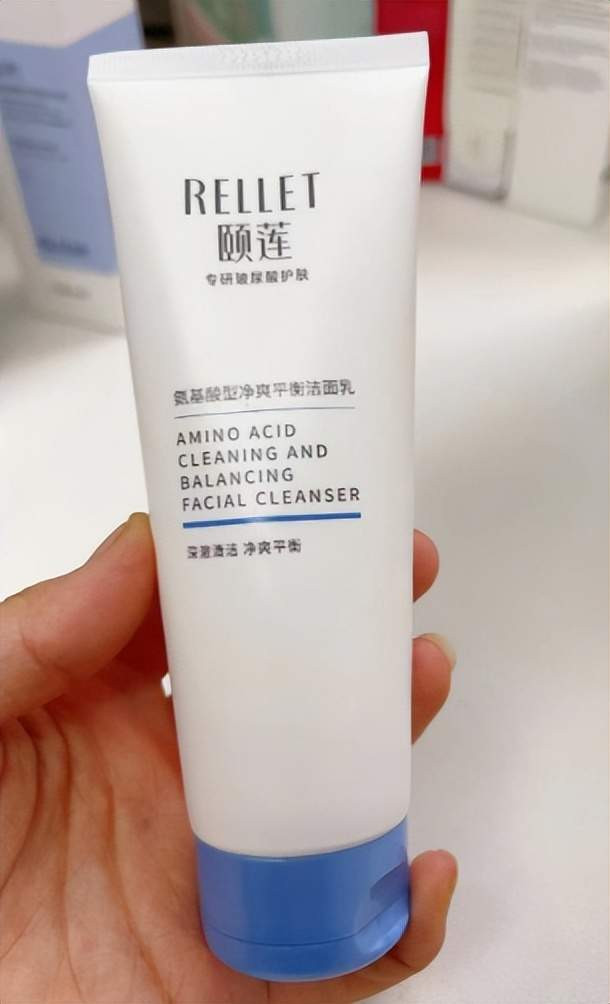 RELLET
颐莲
专研玻尿酸护肤
氨基酸型净爽平衡洁面乳
AMINO ACID
CLEANING AND
BALANCING
FACIAL CLEANSER
深澈清洁 净爽平衡